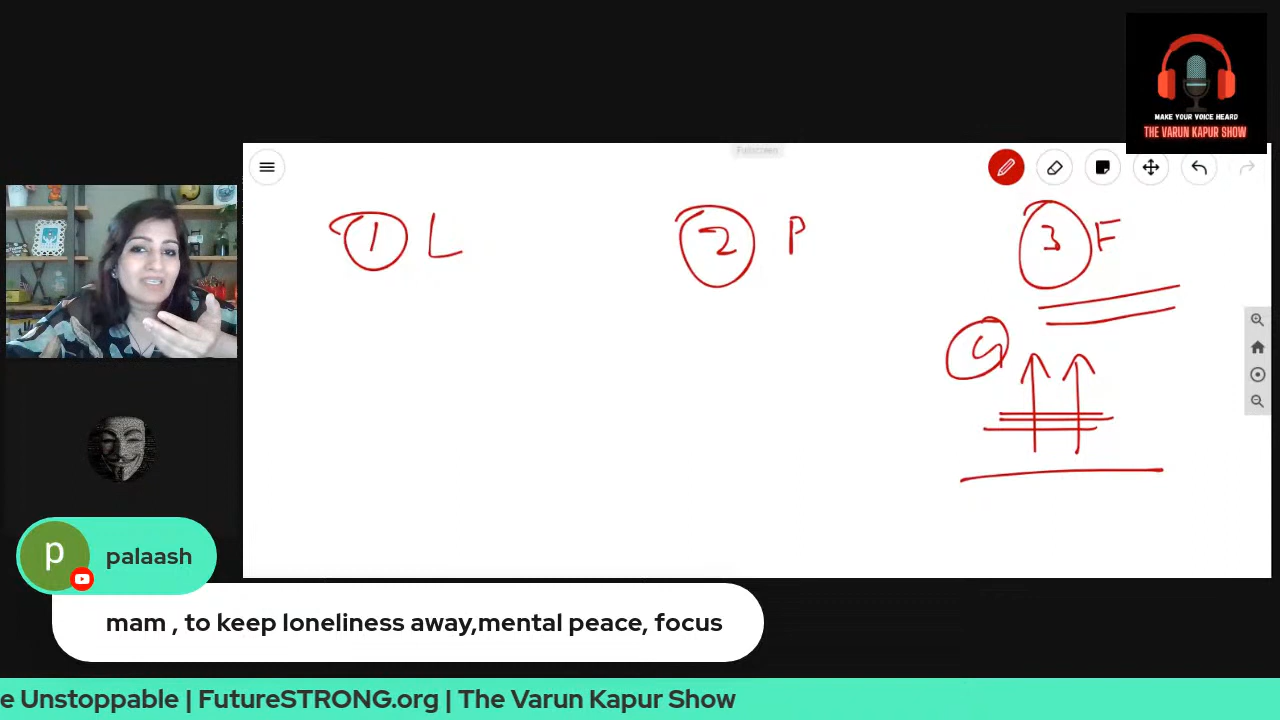 MAKE YOUR VOICE HEARD
THE VARUN KAPUR SHOW
Fullscreen
1 L
2 P
3 F
G
p
palaash
mam , to keep loneliness away,mental peace, focus
e Unstoppable | FutureSTRONG.org | The Varun Kapur Show